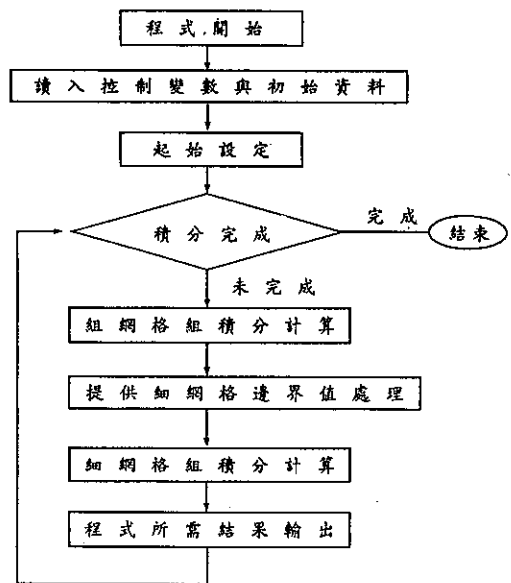 程式開始
讀入控制變數與初始資料
起始設定
積分完成
完成
結束
未完成
組網格組積分計算
提供細網格邊界值處理
細網格組積分計算
程式所需結果輸出